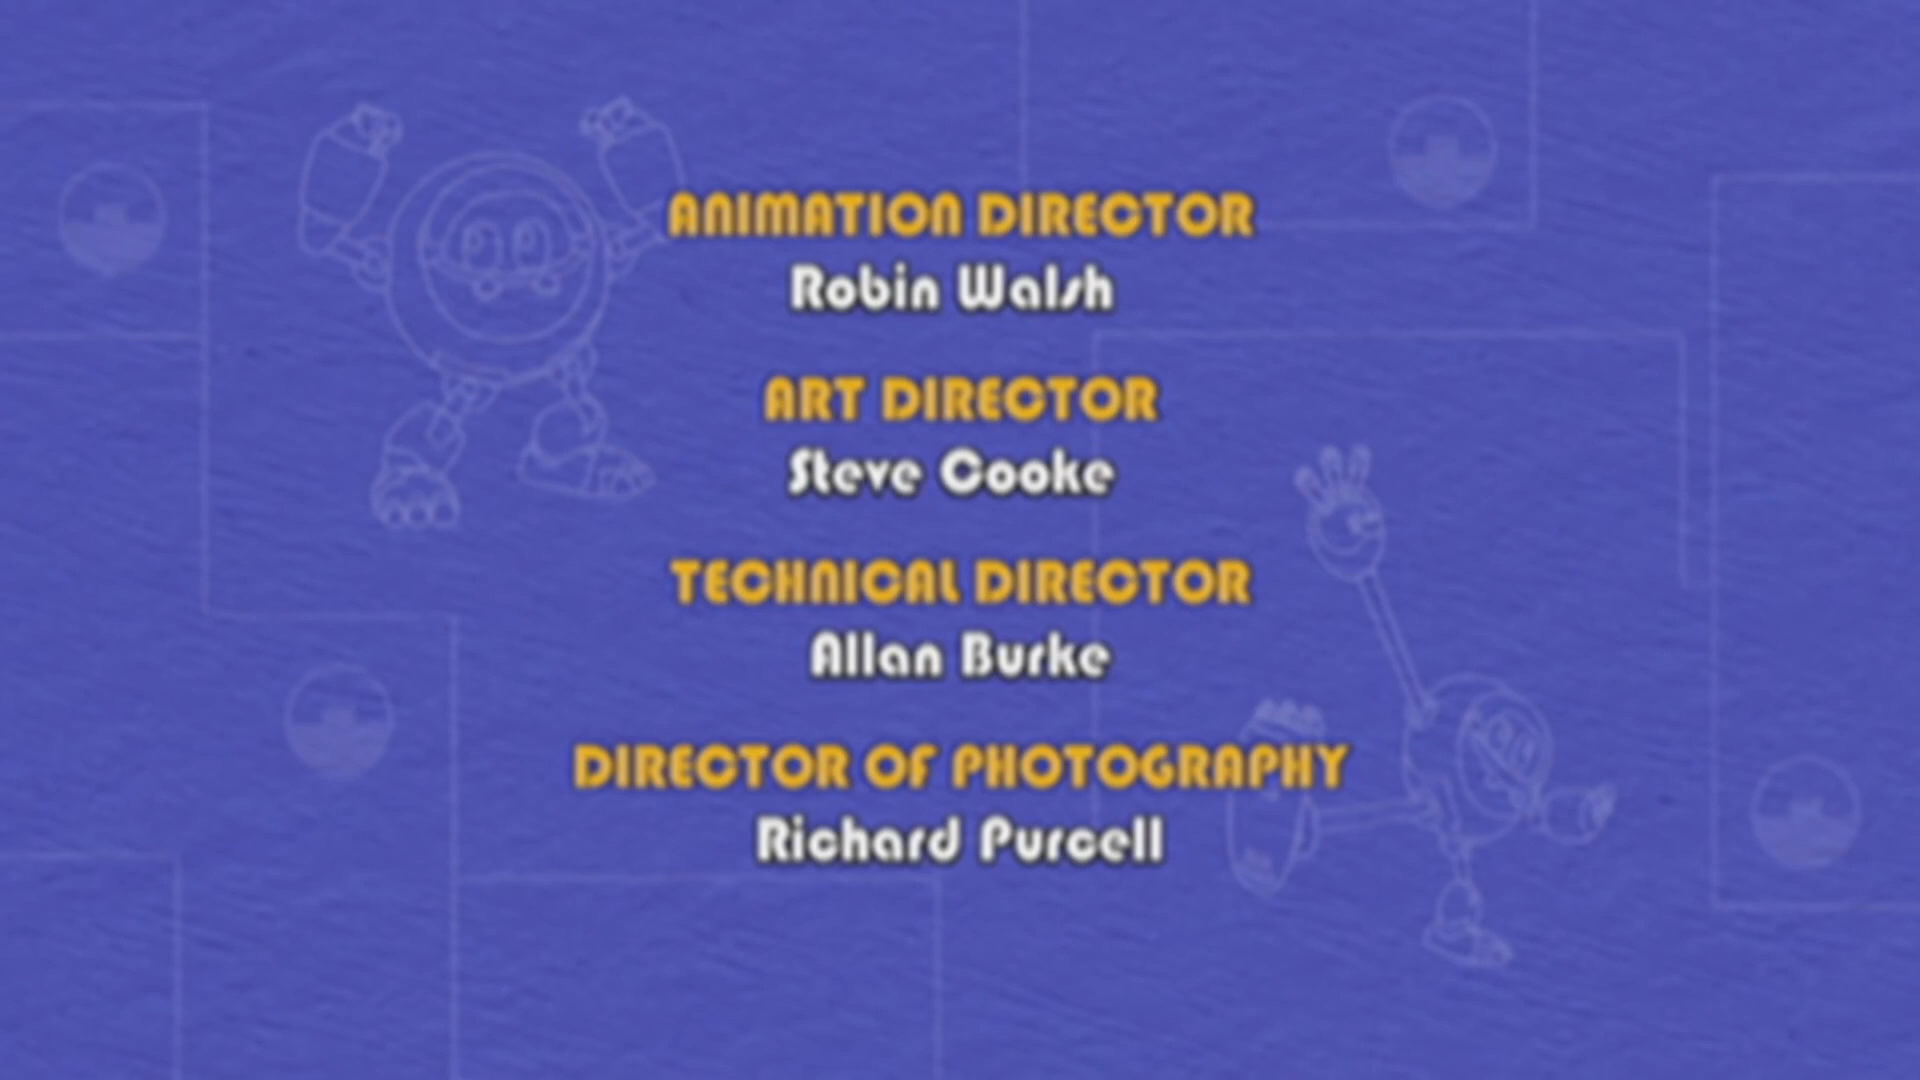 ANIMATION DIRECTOR
Robin Walsh
ART DIRECTOR
Steve Cooke
TECHNICAL DIRECTOR
Allan Burke
DIRECTOR OF PHOTOGRAPHY
Richard Purcell